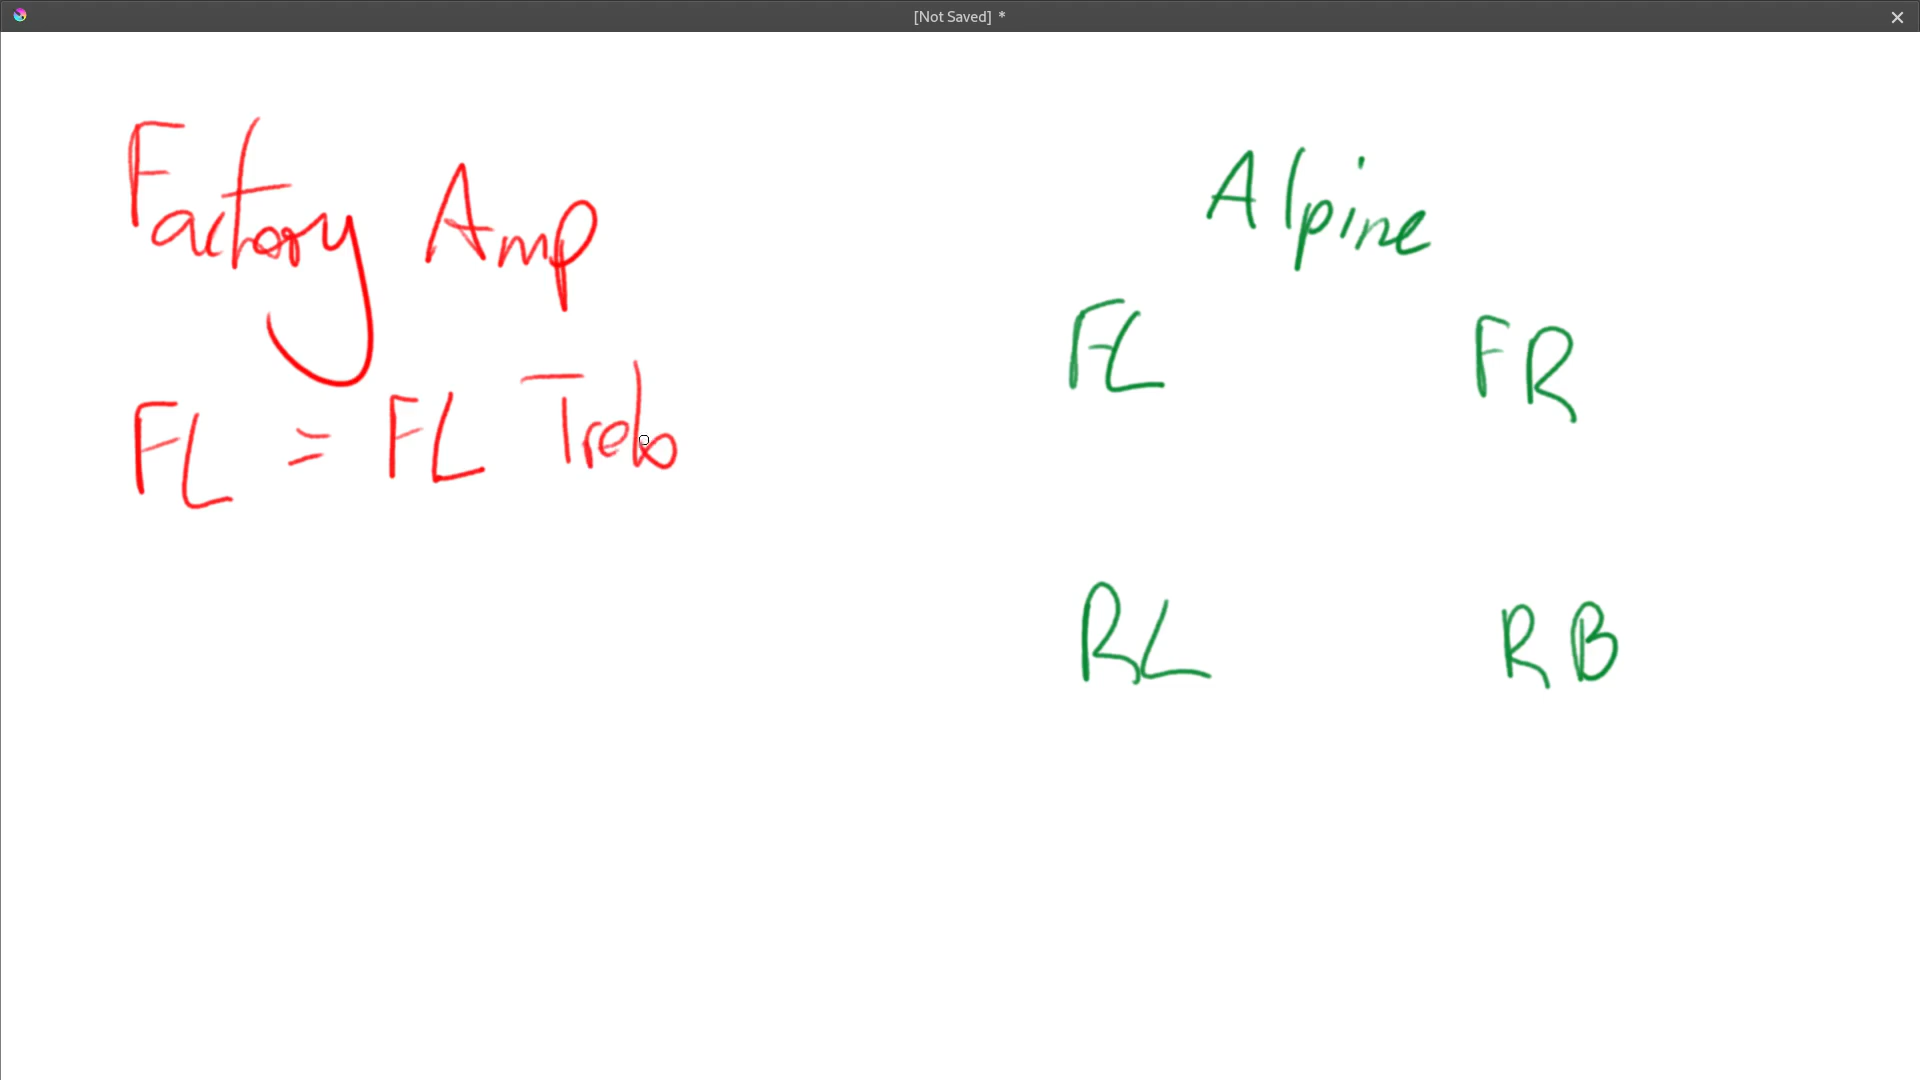 [Not Saved] *
Factory Amp
FL = FL Treb
Alpine
FL FR
RL RB